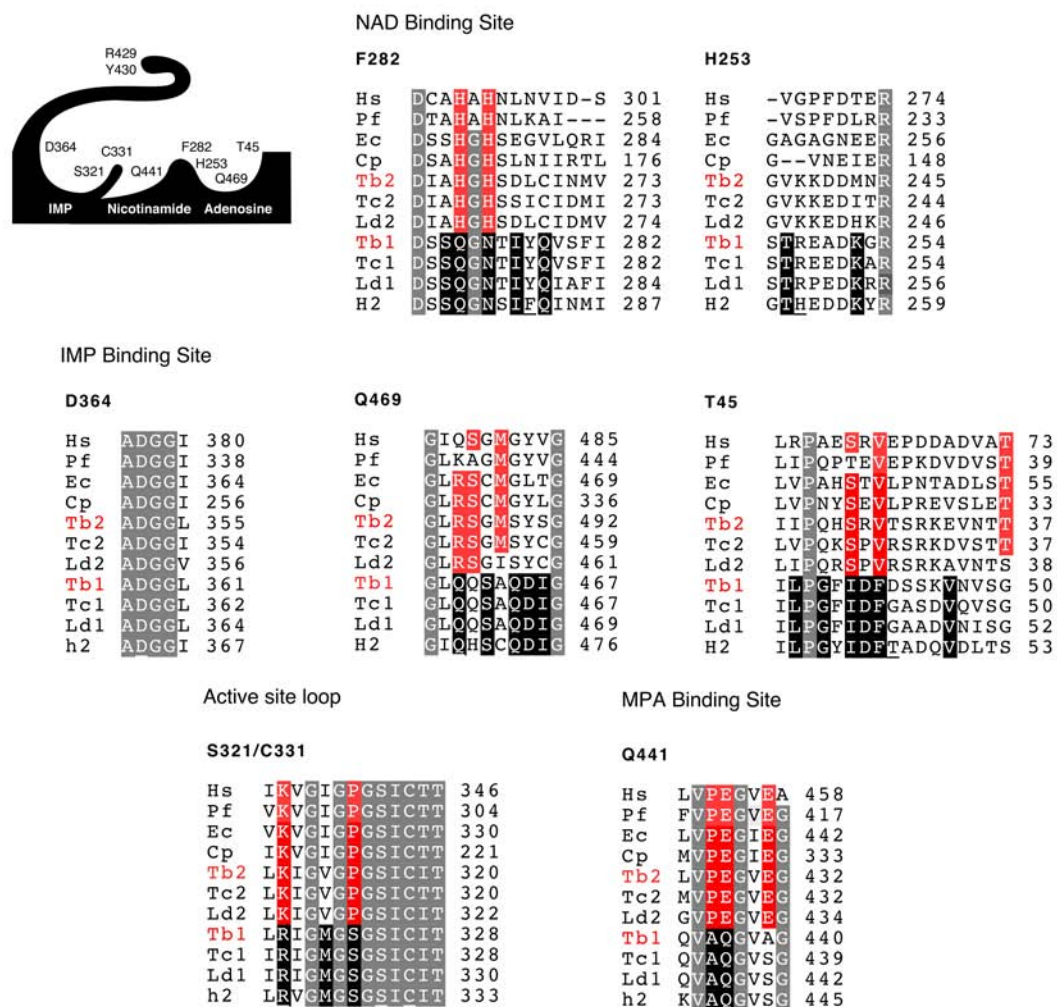 NAD Binding Site
R429
Y430
D364
S321
C331
Q441
F282
H253
Q469
T45
IMP Nicotinamide Adenosine
F282
Hs DCAHAHNLNVID-S 301
Pf DTAHAHNLKAI--- 258
Ec DSSHGHSEGVLQRI 284
Cp DSAHGHSLNIIRTL 176
Tb2 DIAHGHSDLCINMV 273
Tc2 DIAHGHSSICIDMI 273
Ld2 DIAHGHSDLCIDMV 274
Tb1 DSSQGNTIYQVSFI 282
Tc1 DSSQGNTIYQVSFI 282
Ld1 DSSQGNTIYQIAFI 284
H2 DSSQGNSIFQINMI 287
H253
Hs -VGPFDTER 274
Pf -VSPFDLRR 233
Ec GAGAGNEER 251
Cp G--VNEIER 148
Tb2 GVKKDDMNR 245
Tc2 GVKKEDITR 244
Ld2 GVKKEDHKR 246
Tb1 STREADKGR 254
Tc1 STREEDKAR 254
Ld1 STRPEDKRR 256
H2 GTHEDDKYR 259
IMP Binding Site
D364
Hs ADGGI 380
Pf ADGGI 338
Ec ADGGI 364
Cp ADGGI 256
Tb2 ADGGL 355
Tc2 ADGGL 354
Ld2 ADGGV 356
Tb1 ADGGL 361
Tc1 ADGGL 362
Ld1 ADGGL 364
h2 ADGGI 367
Q469
Hs GIQSGMGYVG 485
Pf GLKAGMGYVG 444
Ec GLRSCMGLTG 469
Cp GLRSCMGYLG 336
Tb2 GLRSGMSYSG 492
Tc2 GLRSGMSYCG 459
Ld2 GLRSGISYCG 461
Tb1 GLQQSAQDIG 467
Tc1 GLQQSAQDIG 467
Ld1 GLQQSAQDIG 469
H2 GIQHSCQDIG 476
T45
Hs LRPAESRVEPDDADVAT 73
Pf LIPQPTEVEPKDVDVST 39
Ec LVPAHSTVLPNTADLST 55
Cp LVPNYSEVLPREVSLET 23
Tb2 IIPQHSRVTSRKEVNTT 37
Tc2 LVPQKSPVRSRKDVNTT 37
Ld2 LIPQRSPVRSRKAVNTS 38
Tb1 ILPGFIDFDSSKVNVSG 50
Tc1 ILPGFIDFGASDVQVSG 50
Ld1 ILPGFIDFGAADVNISG 52
H2 ILPGYIDFTADQVDLTS 53
Active site loop
S321/C331
Hs IKVGIGPGSICTT 346
Pf VKVGIGPGSICTT 304
Ec VKVGIGPGSICTT 330
Cp IKVGIGPGSICTT 221
Tb2 LKIGVGPGSICIT 320
Tc2 LKIGVGPGSICIT 320
Ld2 LKIGVGPGSICIT 322
Tb1 LRIGMGSGSICIT 328
Tc1 IRIGMGSGSICIT 328
Ld1 IRIGMGSGSICIT 330
h2 LRVGMGSGSICIT 333
MPA Binding Site
Q441
Hs LVPEGVEA 458
Pf FVPEGVEG 417
Ec LVPEGIEG 442
Cp MVPEGIEG 333
Tb2 LVPEGVEG 432
Tc2 MVPEGVEG 432
Ld2 GVPEGVEG 434
Tb1 QVAQGVAG 440
Tc1 QVAQGVSG 439
Ld1 QVAQGVSG 442
h2 KVAQGVSG 445